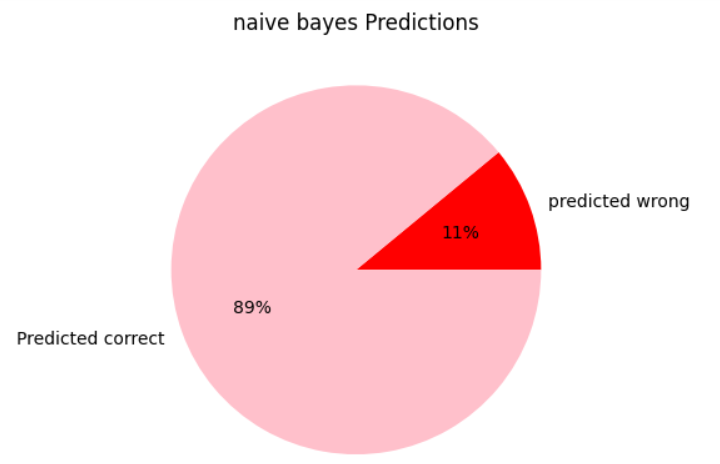 naive bayes Predictions
predicted wrong
11%
89%
Predicted correct